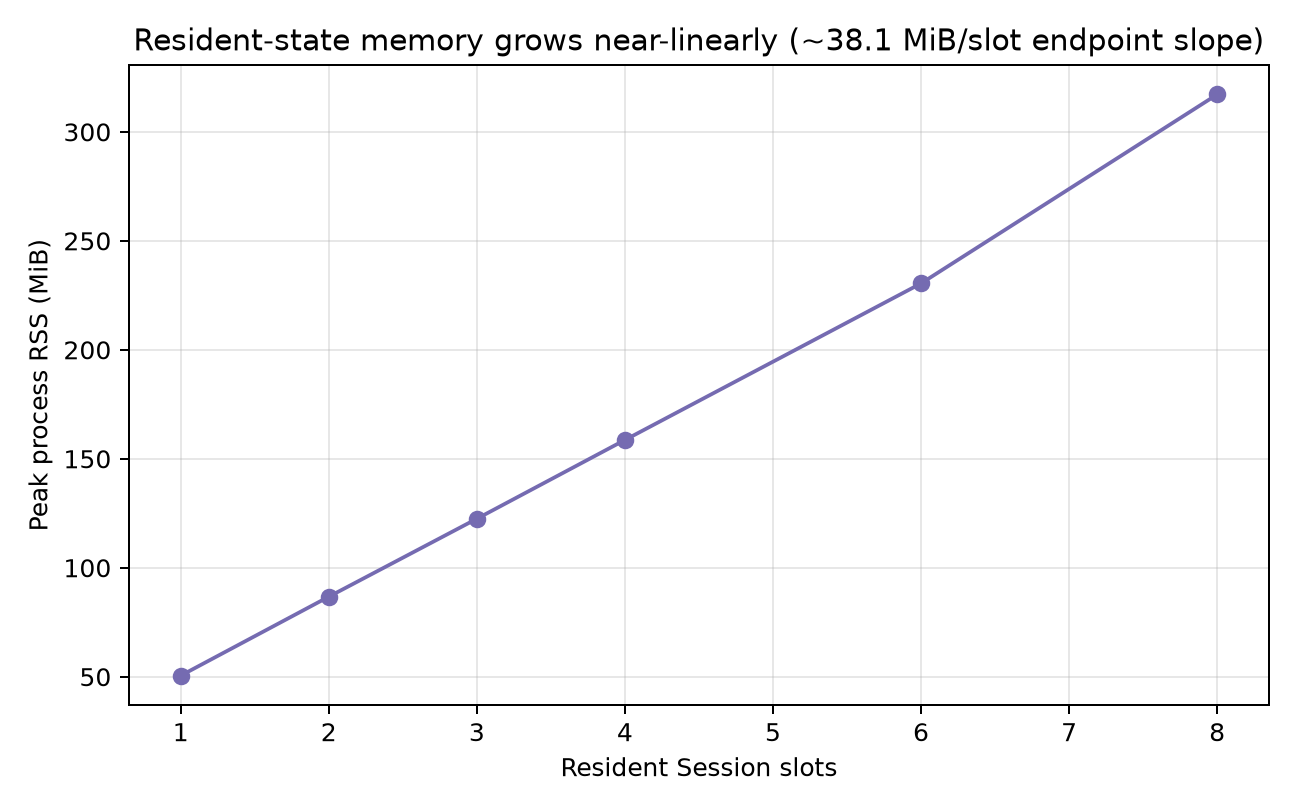 Resident-state memory grows near-linearly (~38.1 MiB/slot endpoint slope)
Peak process RSS (MiB)
300
250
200
150
100
50
1 2 3 4 5 6 7 8
Resident Session slots